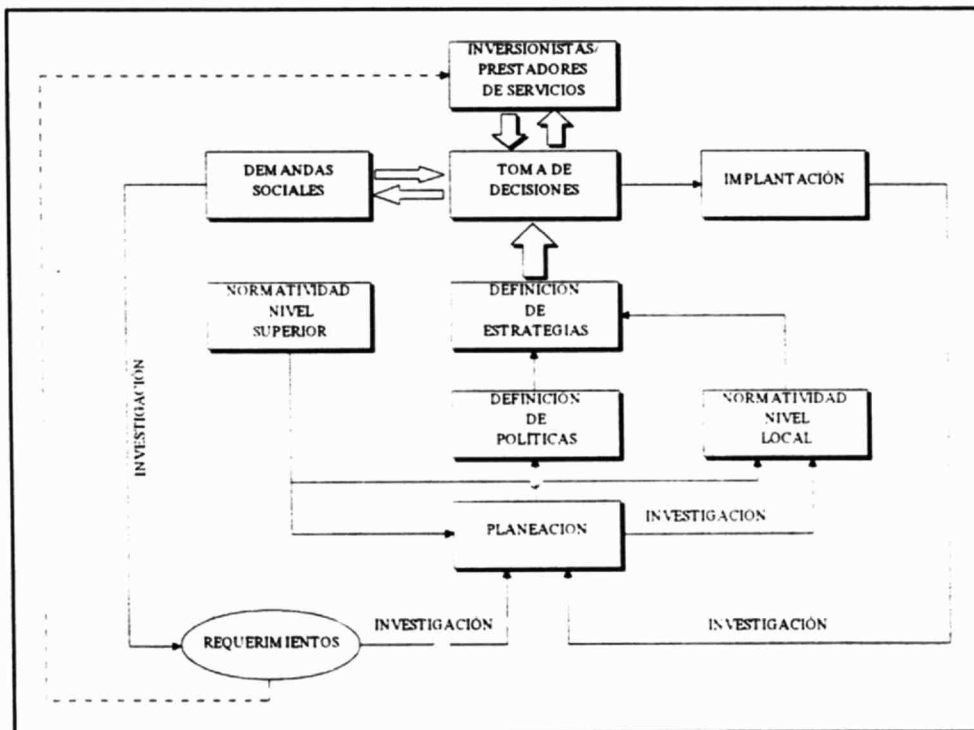 INVERSIONISTAS/
PRESTADORES
DE SERVICIOS
DEMANDAS
SOCIALES
TOMA DE
DECISIONES
IMPLANTACIÓN
NORMATIVIDAD
NIVEL
SUPERIOR
DEFINICIÓN
DE
ESTRATEGIAS
INVESTIGACIÓN
DEFINICIÓN
DE
POLÍTICAS
NORMATIVIDAD
NIVEL
LOCAL
PLANEACION
INVESTIGACION
REQUERIMIENTOS
INVESTIGACIÓN
INVESTIGACIÓN